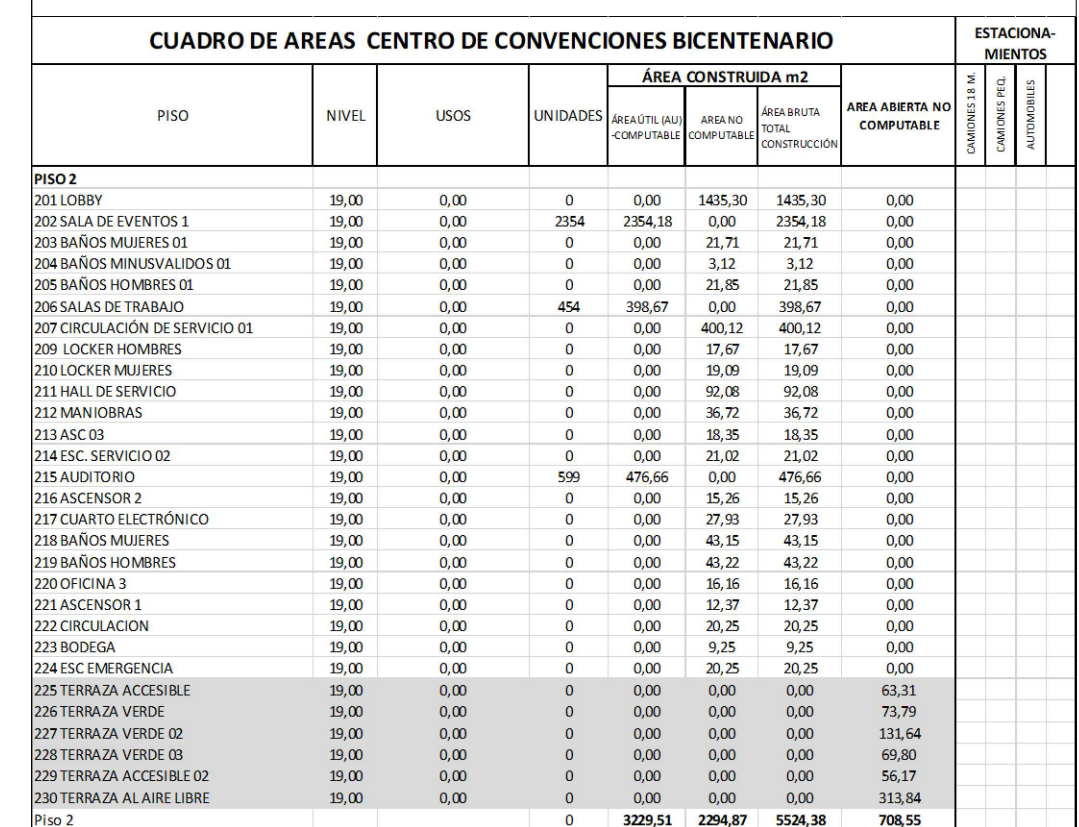 CUADRO DE AREAS CENTRO DE CONVENCIONES BICENTENARIO
ESTACIONA-
MIENTOS
PISO NIVEL USOS UNIDADES ÁREA CONSTRUIDA m2
ÁREA ÚTIL (AU)
-COMPUTABLE
AREA NO
COMPUTABLE
ÁREA BRUTA
TOTAL
CONSTRUCCIÓN
AREA ABIERTA NO
COMPUTABLE
CAMIONES 18 M.
CAMIONES PEQ.
AUTOMOBILES
PISO 2
201 LOBBY 19,00 0,00 0 0,00 1435,30 1435,30 0,00
202 SALA DE EVENTOS 1 19,00 0,00 2354 2354,18 0,00 2354,18 0,00
203 BAÑOS MUJERES 01 19,00 0,00 0 0,00 21,71 21,71 0,00
204 BAÑOS MINUSVALIDOS 01 19,00 0,00 0 0,00 3,12 3,12 0,00
205 BAÑOS HOMBRES 01 19,00 0,00 0 0,00 21,85 21,85 0,00
206 SALAS DE TRABAJO 19,00 0,00 454 398,67 0,00 398,67 0,00
207 CIRCULACIÓN DE SERVICIO 01 19,00 0,00 0 0,00 400,12 400,12 0,00
209 LOCKER HOMBRES 19,00 0,00 0 0,00 17,67 17,67 0,00
210 LOCKER MUJERES 19,00 0,00 0 0,00 19,09 19,09 0,00
211 HALL DE SERVICIO 19,00 0,00 0 0,00 92,08 92,08 0,00
212 MANIOBRAS 19,00 0,00 0 0,00 36,72 36,72 0,00
213 ASC 03 19,00 0,00 0 0,00 18,35 18,35 0,00
214 ESC. SERVICIO 02 19,00 0,00 0 0,00 21,02 21,02 0,00
215 AUDITORIO 19,00 0,00 599 476,66 0,00 476,66 0,00
216 ASCENSOR 2 19,00 0,00 0 0,00 15,26 15,26 0,00
217 CUARTO ELECTRÓNICO 19,00 0,00 0 0,00 27,93 27,93 0,00
218 BAÑOS MUJERES 19,00 0,00 0 0,00 43,15 43,15 0,00
219 BAÑOS HOMBRES 19,00 0,00 0 0,00 43,22 43,22 0,00
220 OFICINA 3 19,00 0,00 0 0,00 16,16 16,16 0,00
221 ASCENSOR 1 19,00 0,00 0 0,00 12,37 12,37 0,00
222 CIRCULACION 19,00 0,00 0 0,00 20,25 20,25 0,00
223 BODEGA 19,00 0,00 0 0,00 9,25 9,25 0,00
224 ESC EMERGENCIA 19,00 0,00 0 0,00 20,25 20,25 0,00
225 TERRAZA ACCESIBLE 19,00 0,00 0 0,00 0,00 0,00 63,31
226 TERRAZA VERDE 19,00 0,00 0 0,00 0,00 0,00 73,79
227 TERRAZA VERDE 02 19,00 0,00 0 0,00 0,00 0,00 131,64
228 TERRAZA VERDE 03 19,00 0,00 0 0,00 0,00 0,00 69,80
229 TERRAZA ACCESIBLE 02 19,00 0,00 0 0,00 0,00 0,00 56,17
230 TERRAZA AL AIRE LIBRE 19,00 0,00 0 0,00 0,00 0,00 313,84
Piso 2 0 3229,51 2294,87 5524,38 708,55